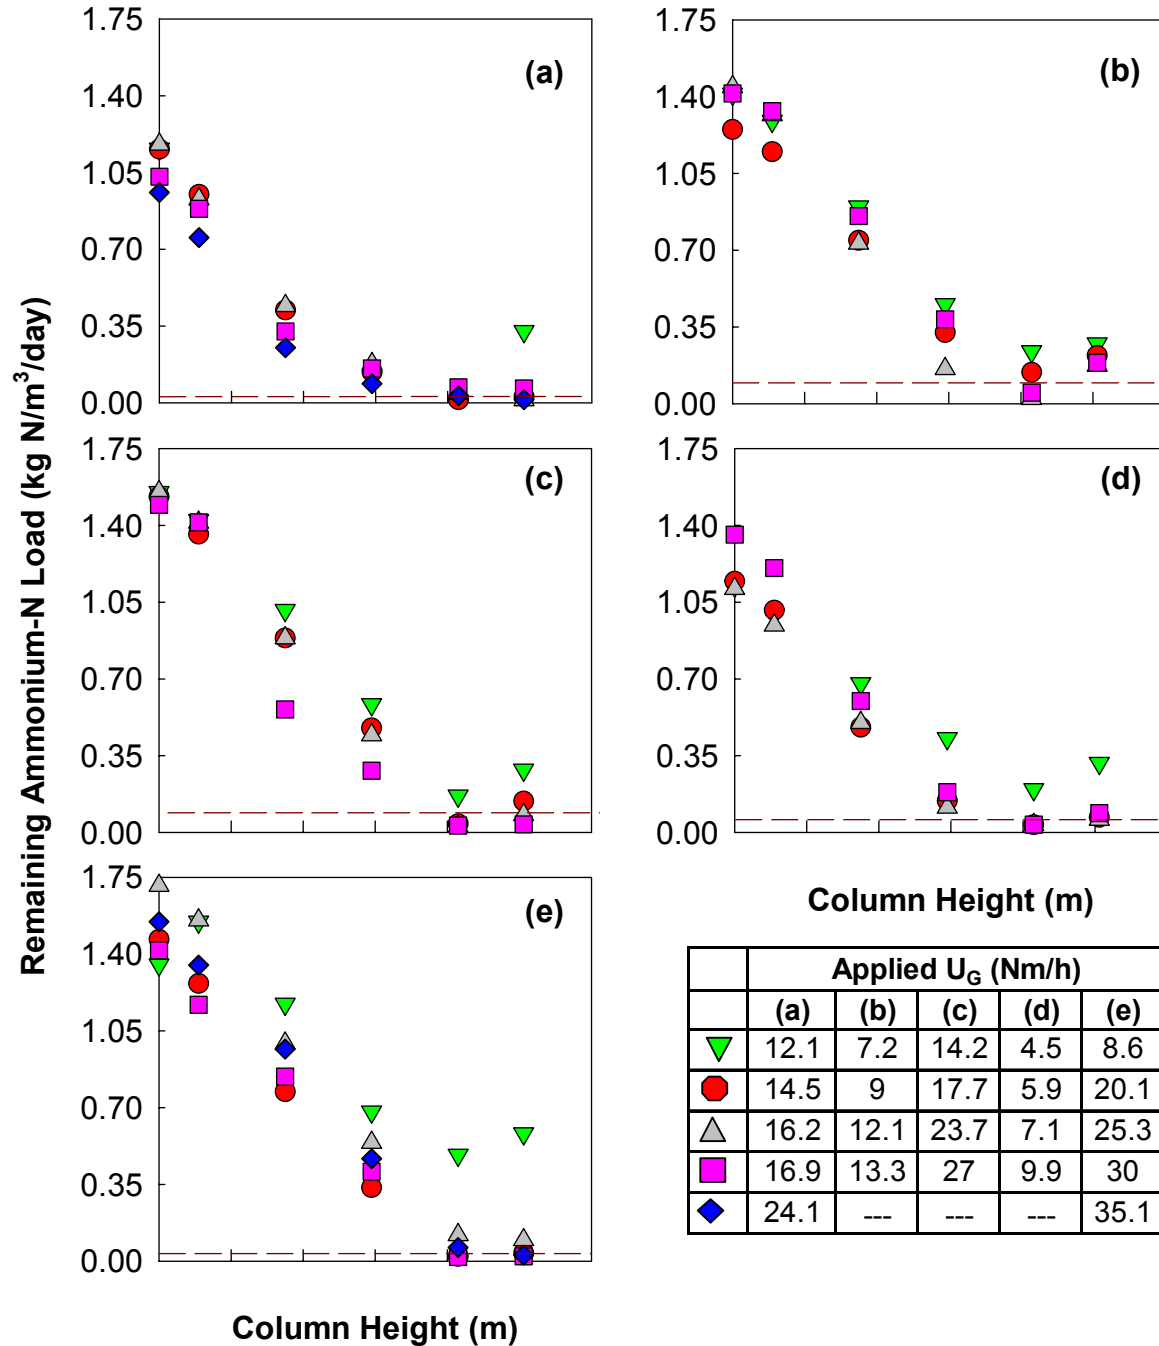 Remaining Ammonium-N Load (kg N/m³/day)
1.75
1.40
1.05
0.70
0.35
0.00
(a)
1.75
1.40
1.05
0.70
0.35
0.00
(b)
1.75
1.40
1.05
0.70
0.35
0.00
(c)
1.75
1.40
1.05
0.70
0.35
0.00
(d)
Column Height (m)
1.75
1.40
1.05
0.70
0.35
0.00
(e)
Column Height (m)
Applied U_G (Nm/h)
(a) (b) (c) (d) (e)
12.1 7.2 14.2 4.5 8.6
14.5 9 17.7 5.9 20.1
16.2 12.1 23.7 7.1 25.3
16.9 13.3 27 9.9 30
24.1 --- --- --- 35.1